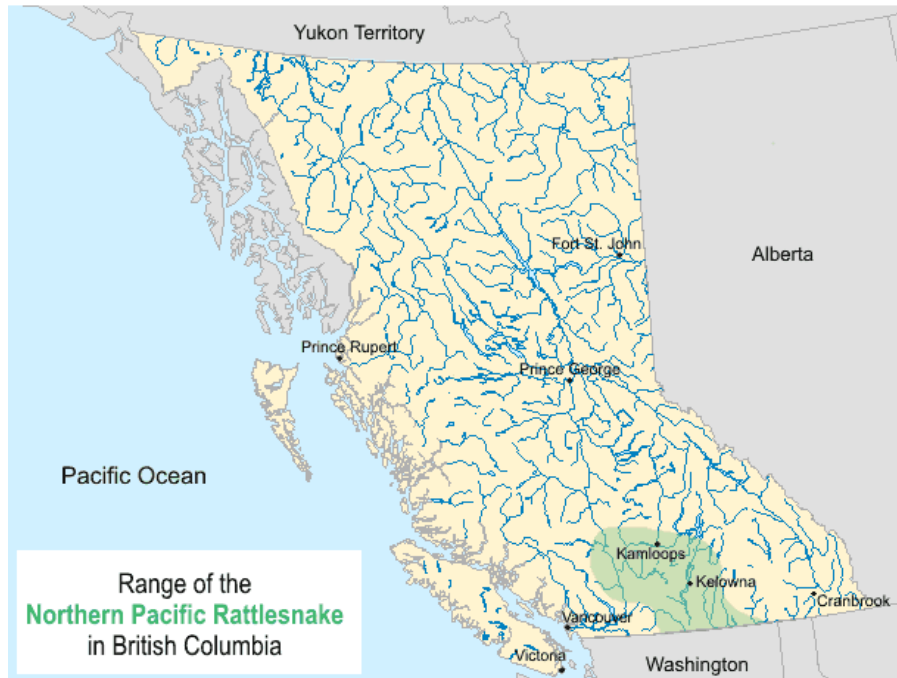 Yukon Territory
Fort St. John
Alberta
Prince Rupert
Prince George
Pacific Ocean
Kamloops
Kelowna
Cranbrook
Vancouver
Victoria
Washington
Range of the
Northern Pacific Rattlesnake
in British Columbia